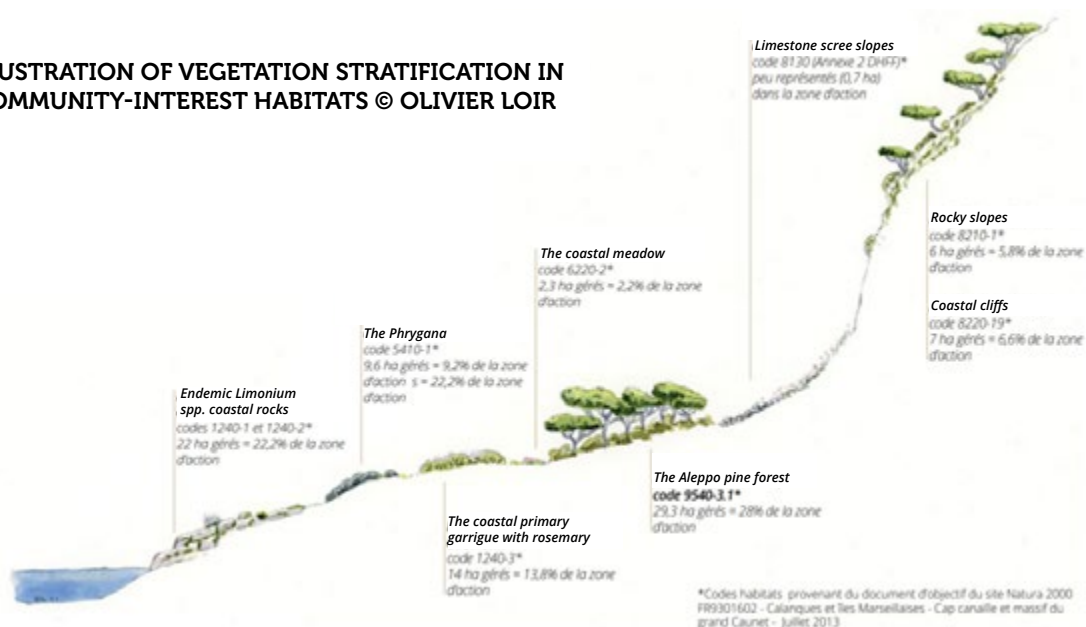 USTRATION OF VEGETATION STRATIFICATION IN
OMMUNITY-INTEREST HABITATS © OLIVIER LOIR
Limestone scree slopes
code 8130 (Annexe 2 DHFF)*
peu représentés (0,7 ha)
dans la zone d'action
Rocky slopes
code 8210-1*
6 ha gérés = 5,8% de la zone
d'action
Coastal cliffs
code 8220-19*
7 ha gérés = 6,6% de la zone
d'action
The coastal meadow
code 6220-2*
2,3 ha gérés = 2,2% de la zone
d'action
The Phrygana
code 5410-1*
9,6 ha gérés = 9,2% de la zone
d'action s = 22,2% de la zone
d'action
Endemic Limonium
spp. coastal rocks
codes 1240-1 et 1240-2*
22 ha gérés = 22,2% de la zone
d'action
The Aleppo pine forest
code 9540-3.1*
29,3 ha gérés = 28% de la zone
d'action
The coastal primary
garrigue with rosemary
code 1240-3*
14 ha gérés = 13,8% de la zone
d'action
*Codes habitats provenant du document d'objectif du site Natura 2000
FR9301602 - Calanques et îles Marseillaises - Cap canaille et massif du
grand Caunet - Juillet 2013